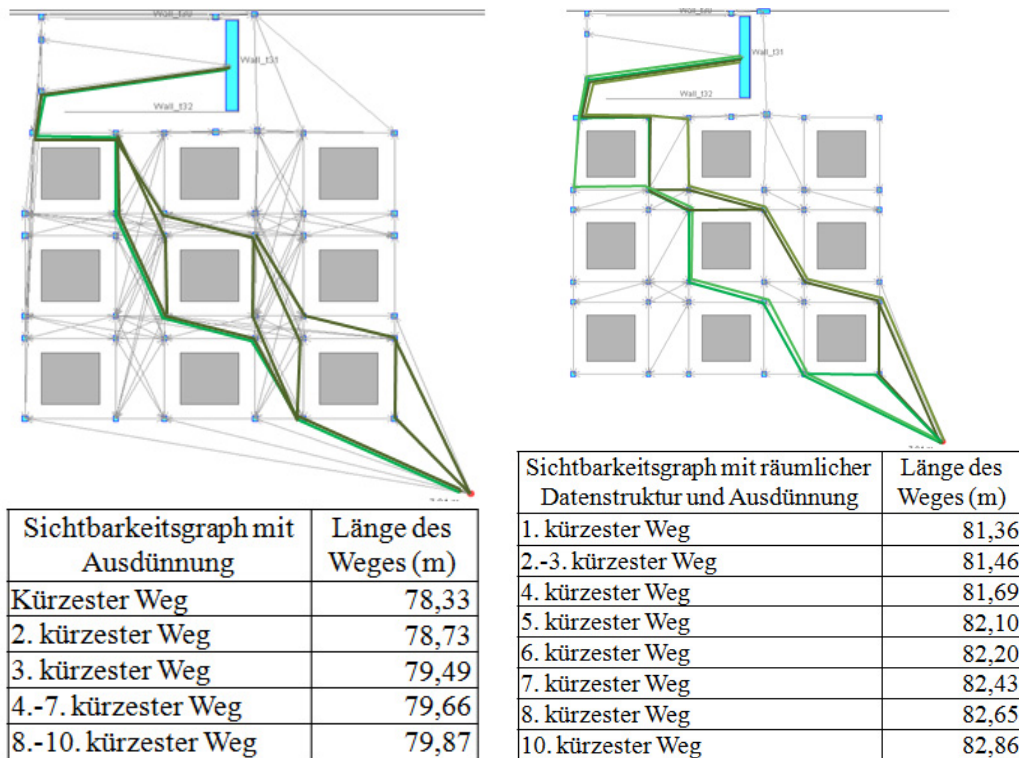 Wall_t31
Wall_t32
Wall_t31
Wall_t32
Sichtbarkeitsgraph mit Ausdünnung Länge des Weges (m)
Kürzester Weg 78,33
2. kürzester Weg 78,73
3. kürzester Weg 79,49
4.-7. kürzester Weg 79,66
8.-10. kürzester Weg 79,87
Sichtbarkeitsgraph mit räumlicher Datenstruktur und Ausdünnung Länge des Weges (m)
1. kürzester Weg 81,36
2.-3. kürzester Weg 81,46
4. kürzester Weg 81,69
5. kürzester Weg 82,10
6. kürzester Weg 82,20
7. kürzester Weg 82,43
8. kürzester Weg 82,65
10. kürzester Weg 82,86